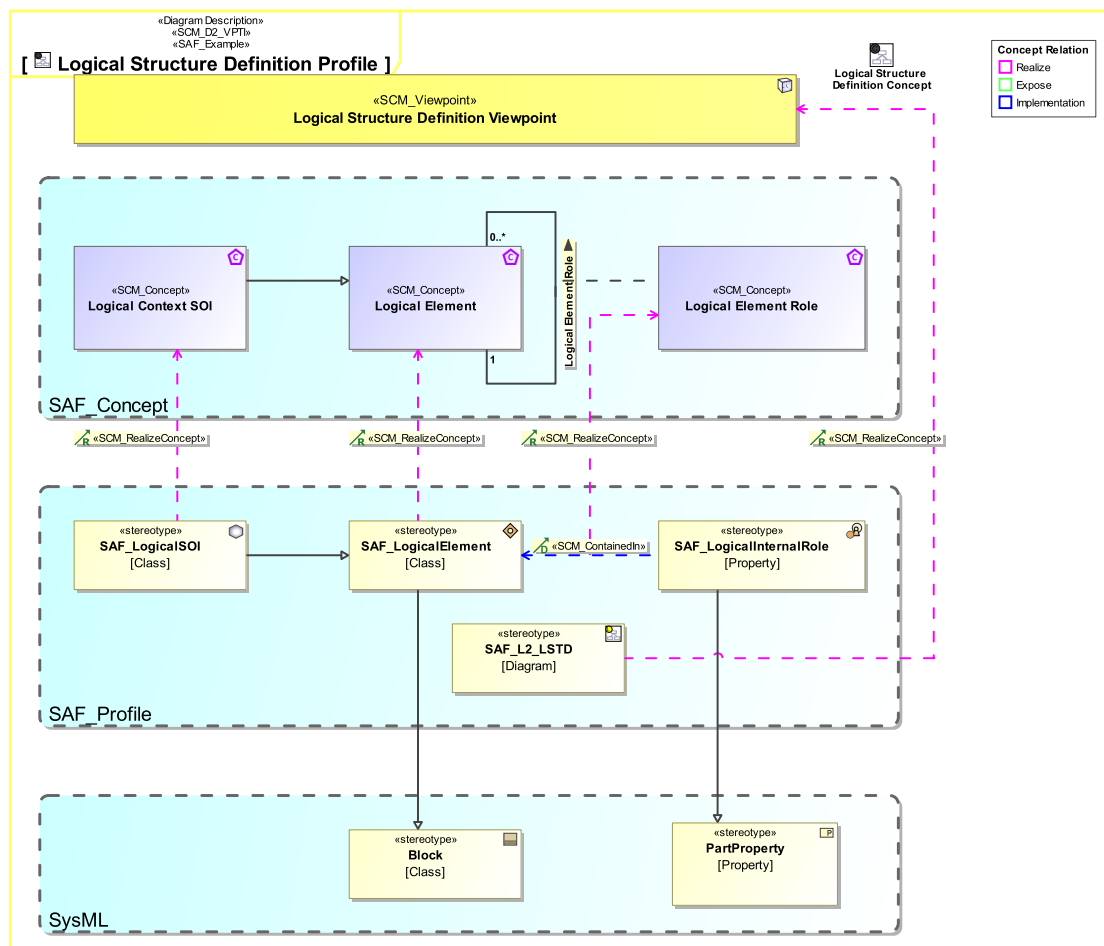 «Diagram Description»
«SCM_D2_VPTI»
«SAF_Example»
[ Logical Structure Definition Profile ]
Logical Structure
Definition Concept
Concept Relation
Realize
Expose
Implementation
«SCM_Viewpoint»
Logical Structure Definition Viewpoint
«SCM_Concept»
Logical Context SOI
«SCM_Concept»
Logical Element
0..*
1
Logical Element Role
«SCM_Concept»
Logical Element Role
SAF_Concept
«SCM_RealizeConcept»
«SCM_RealizeConcept»
«SCM_RealizeConcept»
«SCM_RealizeConcept»
«stereotype»
SAF_LogicalSOI
[Class]
«stereotype»
SAF_LogicalElement
[Class]
«SCM_ContainedIn»
«stereotype»
SAF_LogicalInternalRole
[Property]
«stereotype»
SAF_L2_LSTD
[Diagram]
SAF_Profile
«stereotype»
Block
[Class]
«stereotype»
PartProperty
[Property]
SysML